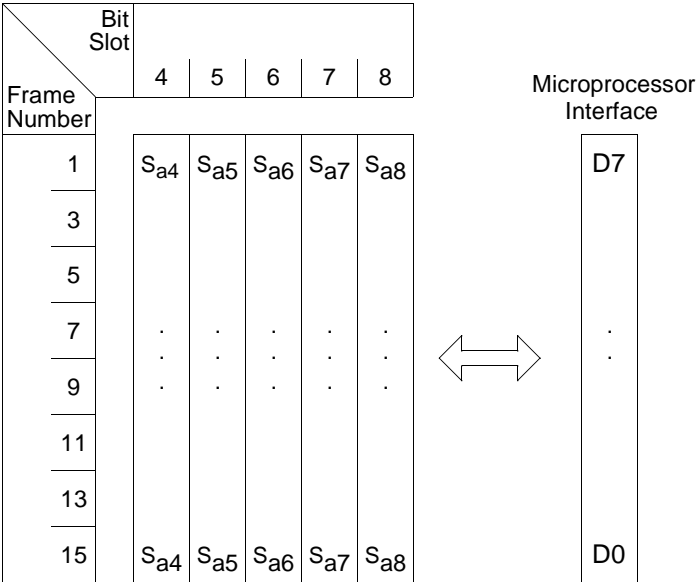 Bit
Slot
4 5 6 7 8
Frame
Number
Microprocessor
Interface
1 Sa4 Sa5 Sa6 Sa7 Sa8 D7
3
5
7 . . . . . .
. . . . . .
9 . . . . .
11
13
15 Sa4 Sa5 Sa6 Sa7 Sa8 D0